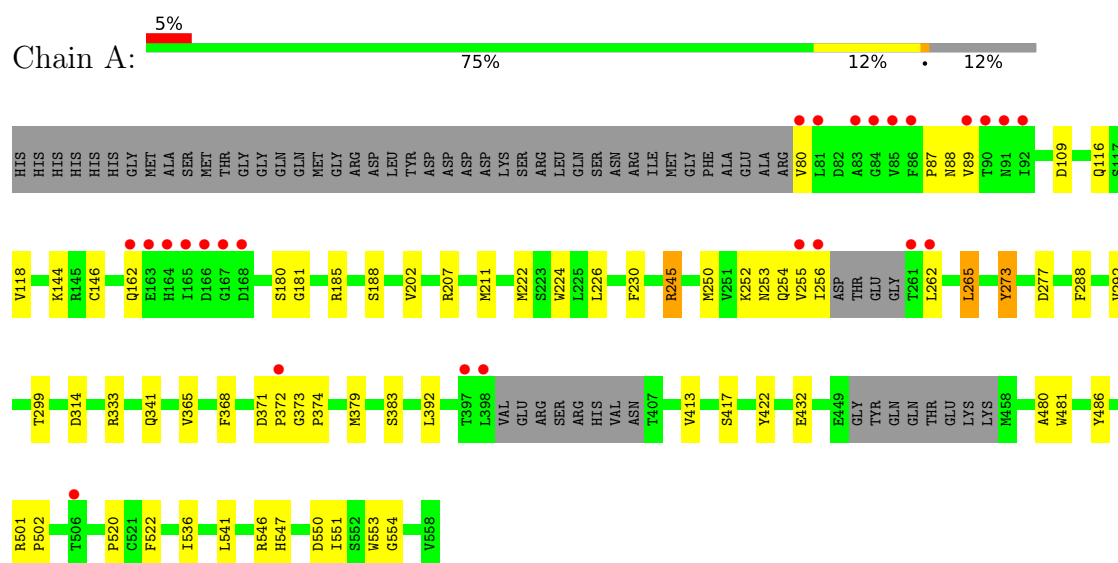 5%
Chain A:
75% 12% • 12%
HIS HIS HIS HIS HIS HIS GLY MET ALA SER MET THR GLY GLY GLN GLN MET GLY ARG ASP LEU TYR ASP ASP ASP ASP LYS SER ARG LEU GLN SER ASN ARG ILE MET GLY PHE ALA GLU ALA ALA ARG V80 L81 D82 A83 G84 V85 F86 P87 N88 V89 T90 N91 I92 D109 Q116 S117
V118 K144 R145 C146 Q162 E163 H164 I165 D166 G167 D168 S180 G181 R185 S188 V202 R207 M211 M222 S223 W224 L225 L226 F230 R245 M250 V251 K252 N253 Q254 V255 I256 ASP THR GLU GLY T261 L262 L265 Y273 D277 F288 V292
T299 D314 R333 Q341 V365 F368 D371 P372 G373 P374 M379 S383 L392 T397 L398 VAL GLU ARG SER ARG HIS VAL ASN T407 V413 S417 Y422 E432 E449 GLY TYR GLN GLN THR GLU LYS LYS M458 A480 W481 Y486
R501 P502 T506 P520 C521 F522 I536 L541 R546 H547 D550 I551 S552 W553 G554 V558